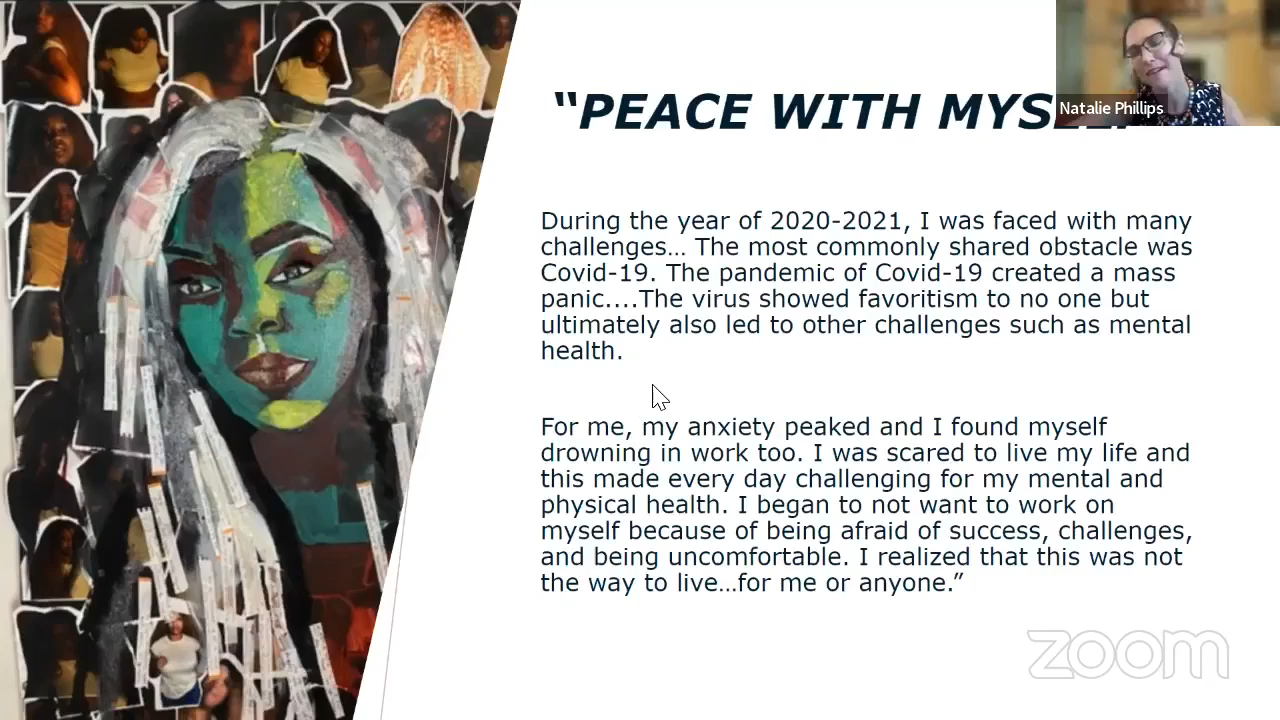 “PEACE WITH
Natalie Phillips
During the year of 2020-2021, I was faced with many
challenges… The most commonly shared obstacle was
Covid-19. The pandemic of Covid-19 created a mass
panic....The virus showed favoritism to no one but
ultimately also led to other challenges such as mental
health.
For me, my anxiety peaked and I found myself
drowning in work too. I was scared to live my life and
this made every day challenging for my mental and
physical health. I began to not want to work on
myself because of being afraid of success, challenges,
and being uncomfortable. I realized that this was not
the way to live…for me or anyone.”
zoom